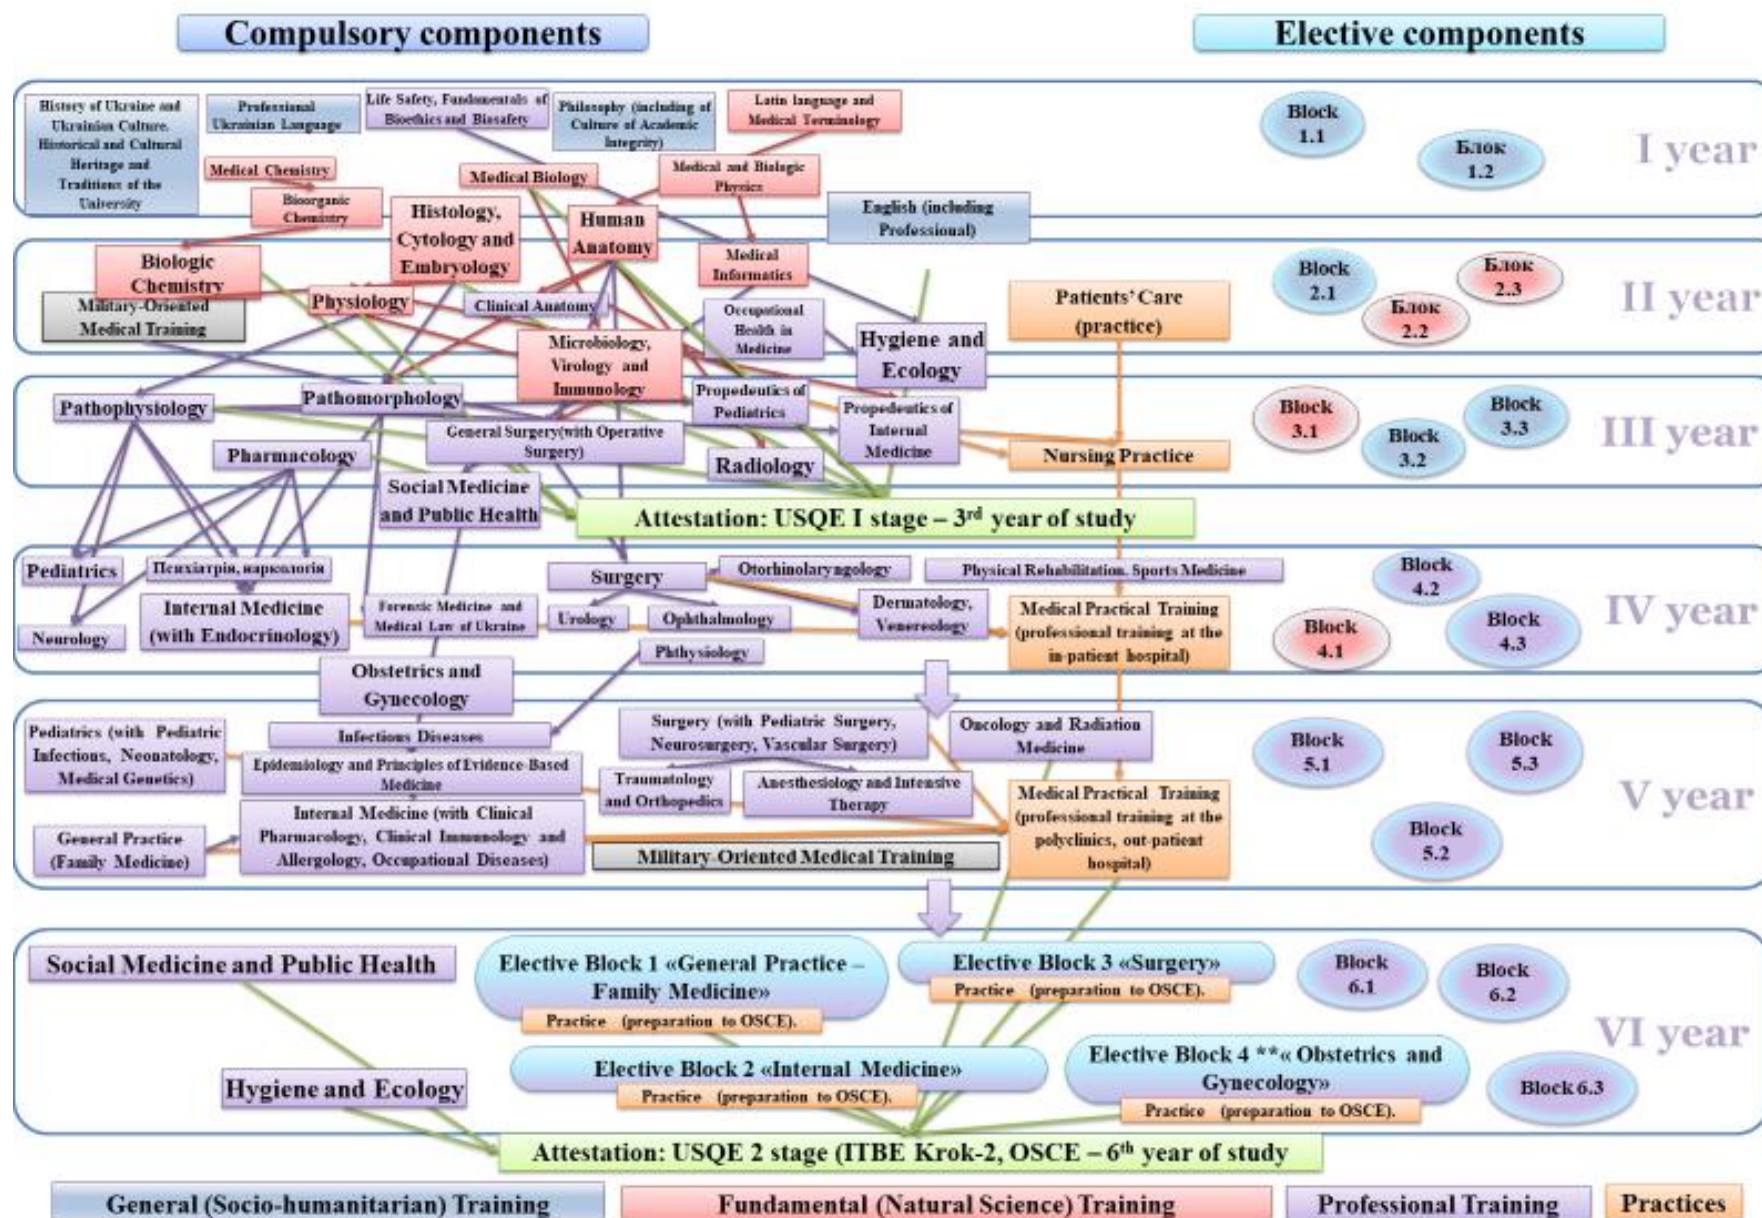 Compulsory components
Elective components
History of Ukraine and
Ukrainian Culture.
Historical and Cultural
Heritage and
Traditions of the
University
Professional
Ukrainian Language
Life Safety, Fundamentals of
Bioethics and Biosafety
Philosophy (including of
Culture of Academic
Integrity)
Latin language and
Medical Terminology
Medical Chemistry
Bioorganic
Chemistry
Medical Biology
Medical and Biologic
Physics
Histology,
Cytology and
Embryology
Human
Anatomy
English (including
Professional)
Block
1.1
Блок
1.2
I year
Biologic
Chemistry
Military-Oriented
Medical Training
Physiology
Clinical Anatomy
Medical
Informatics
Occupational
Health in
Medicine
Microbiology,
Virology and
Immunology
Hygiene and
Ecology
Patients' Care
(practice)
Block
2.1
Блок
2.2
Блок
2.3
II year
Pathophysiology
Pathomorphology
Propedeutics of
Pediatrics
Propedeutics of
Internal
Medicine
General Surgery(with Operative
Surgery)
Pharmacology
Radiology
Nursing Practice
Social Medicine
and Public Health
Block
3.1
Block
3.2
Block
3.3
III year
Attestation: USQE I stage – 3rd year of study
Pediatrics
Психіатрія, наркологія
Surgery
Otorhinolaryngology
Physical Rehabilitation. Sports Medicine
Neurology
Internal Medicine
(with Endocrinology)
Forensic Medicine and
Medical Law of Ukraine
Urology
Ophthalmology
Dermatology,
Venereology
Medical Practical Training
(professional training at the
in-patient hospital)
Phthysiology
Obstetrics and
Gynecology
Block
4.1
Block
4.2
Block
4.3
IV year
Pediatrics (with Pediatric
Infections, Neonatology,
Medical Genetics)
Infectious Diseases
Epidemiology and Principles of Evidence-Based
Medicine
Surgery (with Pediatric Surgery,
Neurosurgery, Vascular Surgery)
Oncology and Radiation
Medicine
Traumatology
and Orthopedics
Anesthesiology and Intensive
Therapy
General Practice
(Family Medicine)
Internal Medicine (with Clinical
Pharmacology, Clinical Immunology and
Allergology, Occupational Diseases)
Military-Oriented Medical Training
Medical Practical Training
(professional training at the
polyclinics, out-patient
hospital)
Block
5.1
Block
5.3
Block
5.2
V year
Social Medicine and Public Health
Elective Block 1 «General Practice –
Family Medicine»
Practice (preparation to OSCE).
Elective Block 3 «Surgery»
Practice (preparation to OSCE).
Hygiene and Ecology
Elective Block 2 «Internal Medicine»
Practice (preparation to OSCE).
Elective Block 4 **« Obstetrics and
Gynecology»
Practice (preparation to OSCE).
Block
6.1
Block
6.2
Block 6.3
VI year
Attestation: USQE 2 stage (ITBE Krok-2, OSCE – 6th year of study
General (Socio-humanitarian) Training
Fundamental (Natural Science) Training
Professional Training
Practices